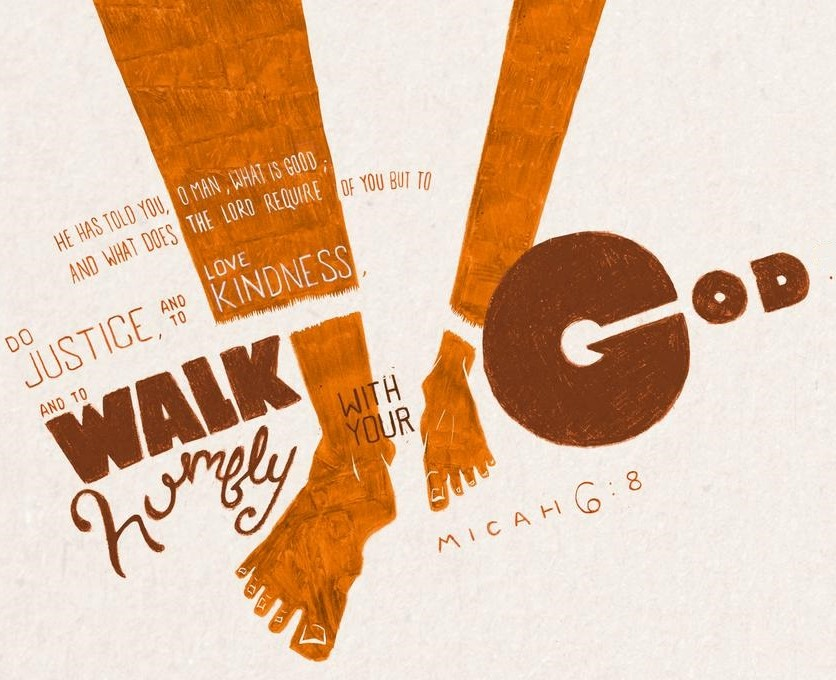 HE HAS TOLD YOU, O MAN, WHAT IS GOOD;
AND WHAT DOES THE LORD REQUIRE OF YOU BUT TO
DO JUSTICE, AND TO
LOVE KINDNESS,
AND TO WALK
humbly
WITH YOUR
GOD.
MICAH 6:8